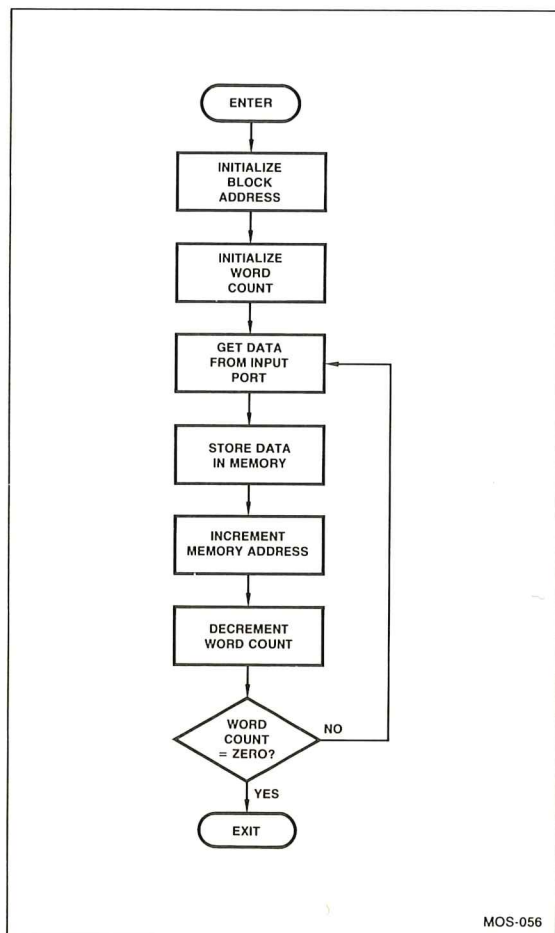 ENTER
INITIALIZE
BLOCK
ADDRESS
INITIALIZE
WORD
COUNT
GET DATA
FROM INPUT
PORT
STORE DATA
IN MEMORY
INCREMENT
MEMORY ADDRESS
DECREMENT
WORD COUNT
WORD
COUNT
= ZERO?
NO
YES
EXIT
MOS-056